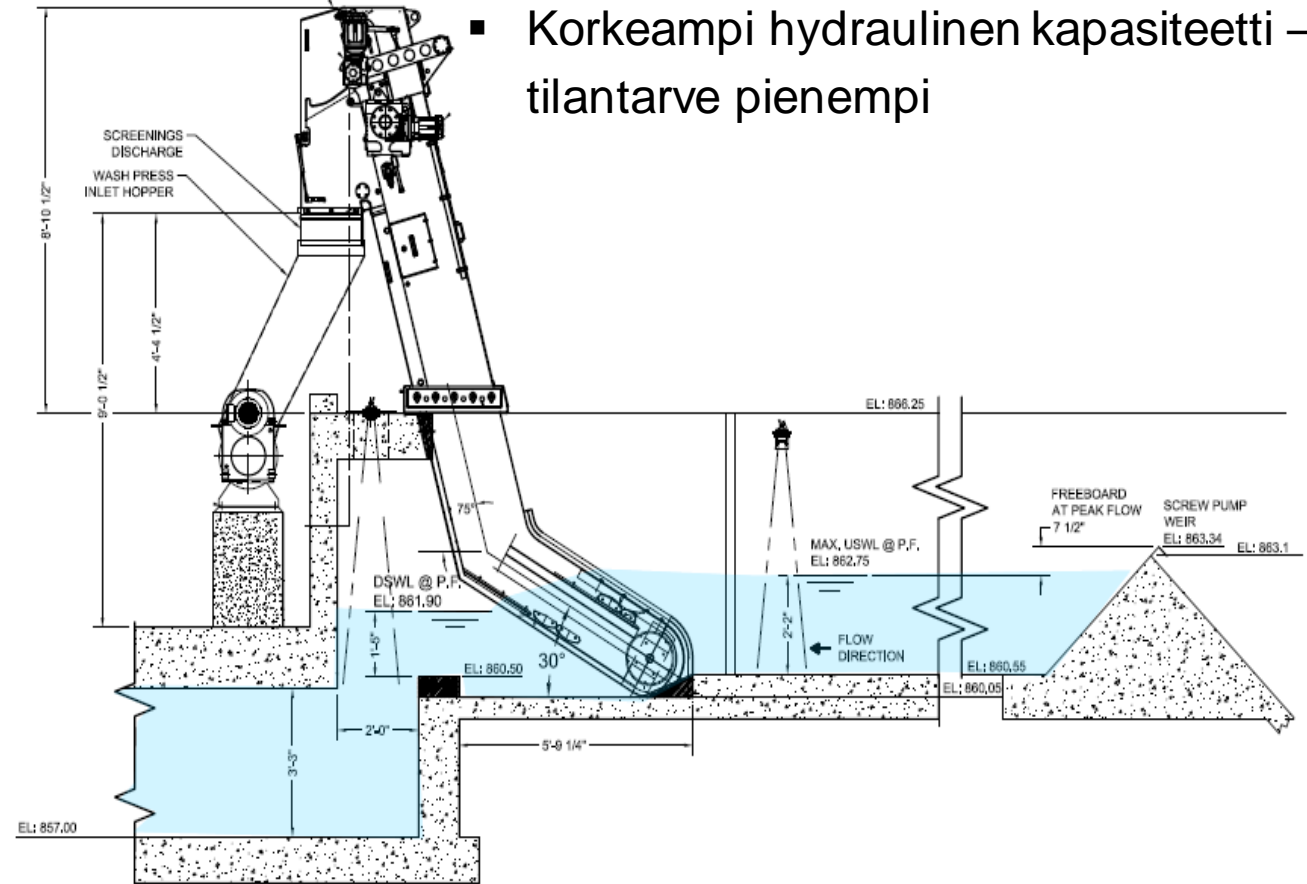 ▪ Korkeampi hydraulinen kapasiteetti –
tilantarve pienempi
SCREENINGS
DISCHARGE
WASH PRESS
INLET HOPPER
8'-10 1/2"
9'-0 1/2"
4'-4 1/2"
EL: 866.25
75°
FREEBOARD
AT PEAK FLOW
7 1/2"
SCREW PUMP
WEIR
EL: 863.34
EL: 863.1
MAX. USWL @ P.F.
EL: 862.75
DSWL @ P.F.
EL: 861.90
1'-5"
2'-2"
FLOW
DIRECTION
30°
EL: 860.50
EL: 860.55
EL: 860.05
2'-0"
5'-9 1/4"
3'-3"
EL: 857.00